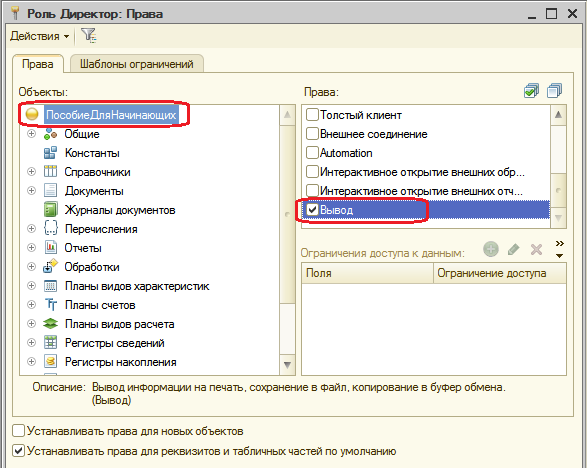 Роль Директор: Права
Действия
Права
Шаблоны ограничений
Объекты:
ПособиеДляНачинающих
Общие
Константы
Справочники
Документы
Журналы документов
Перечисления
Отчеты
Обработки
Планы видов характеристик
Планы счетов
Планы видов расчета
Регистры сведений
Регистры накопления
Права:
Толстый клиент
Внешнее соединение
Automation
Интерактивное открытие внешних обр...
Интерактивное открытие внешних отч...
Вывод
Ограничения доступа к данным:
Поля
Ограничение доступа
Описание: Вывод информации на печать, сохранение в файл, копирование в буфер обмена.
(Вывод)
Устанавливать права для новых объектов
Устанавливать права для реквизитов и табличных частей по умолчанию